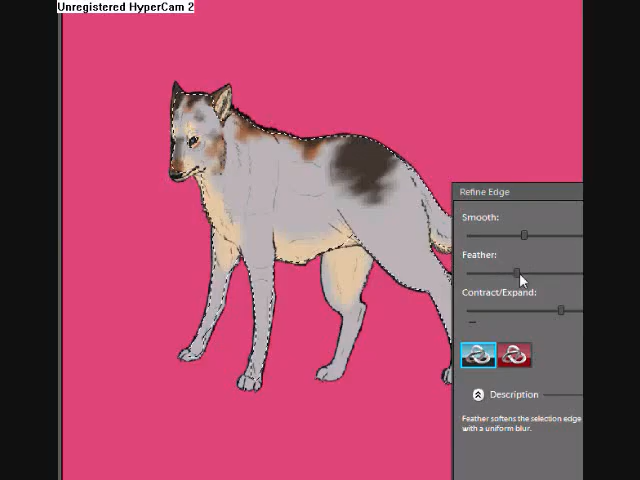 Unregistered HyperCam 2
Refine Edge
Smooth:
Feather:
Contract/Expand:
Description
Feather softens the selection edge
with a uniform blur.